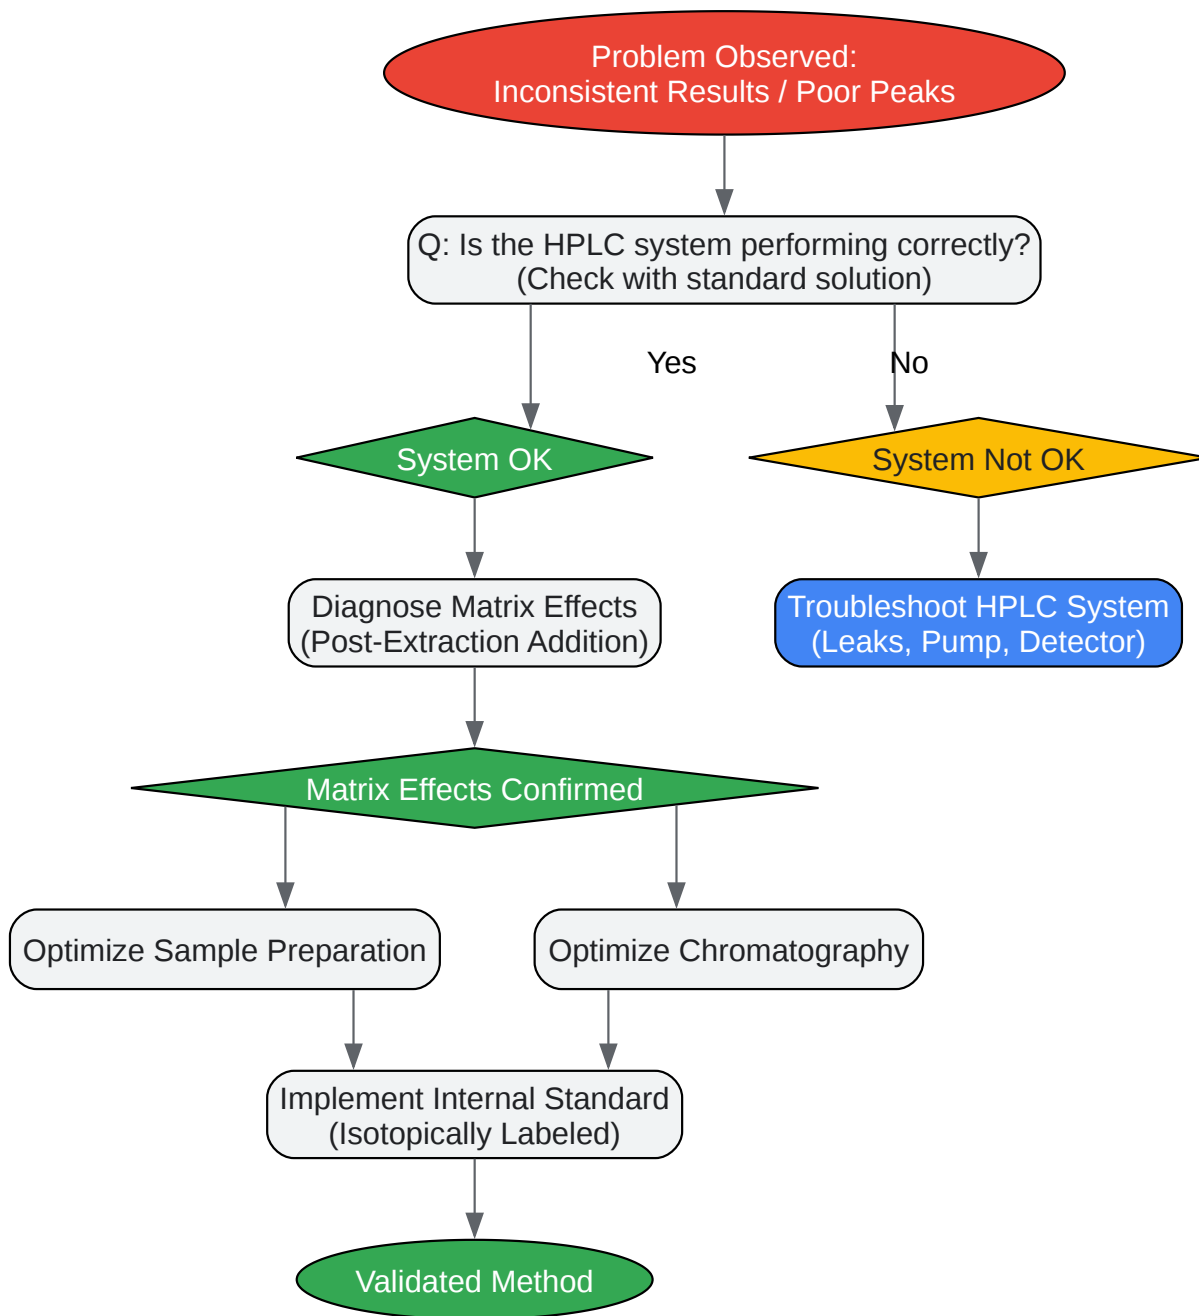 Problem Observed:
Inconsistent Results / Poor Peaks
Q: Is the HPLC system performing correctly?
(Check with standard solution)
Yes
No
System OK
System Not OK
Diagnose Matrix Effects
(Post-Extraction Addition)
Troubleshoot HPLC System
(Leaks, Pump, Detector)
Matrix Effects Confirmed
Optimize Sample Preparation
Optimize Chromatography
Implement Internal Standard
(Isotopically Labeled)
Validated Method